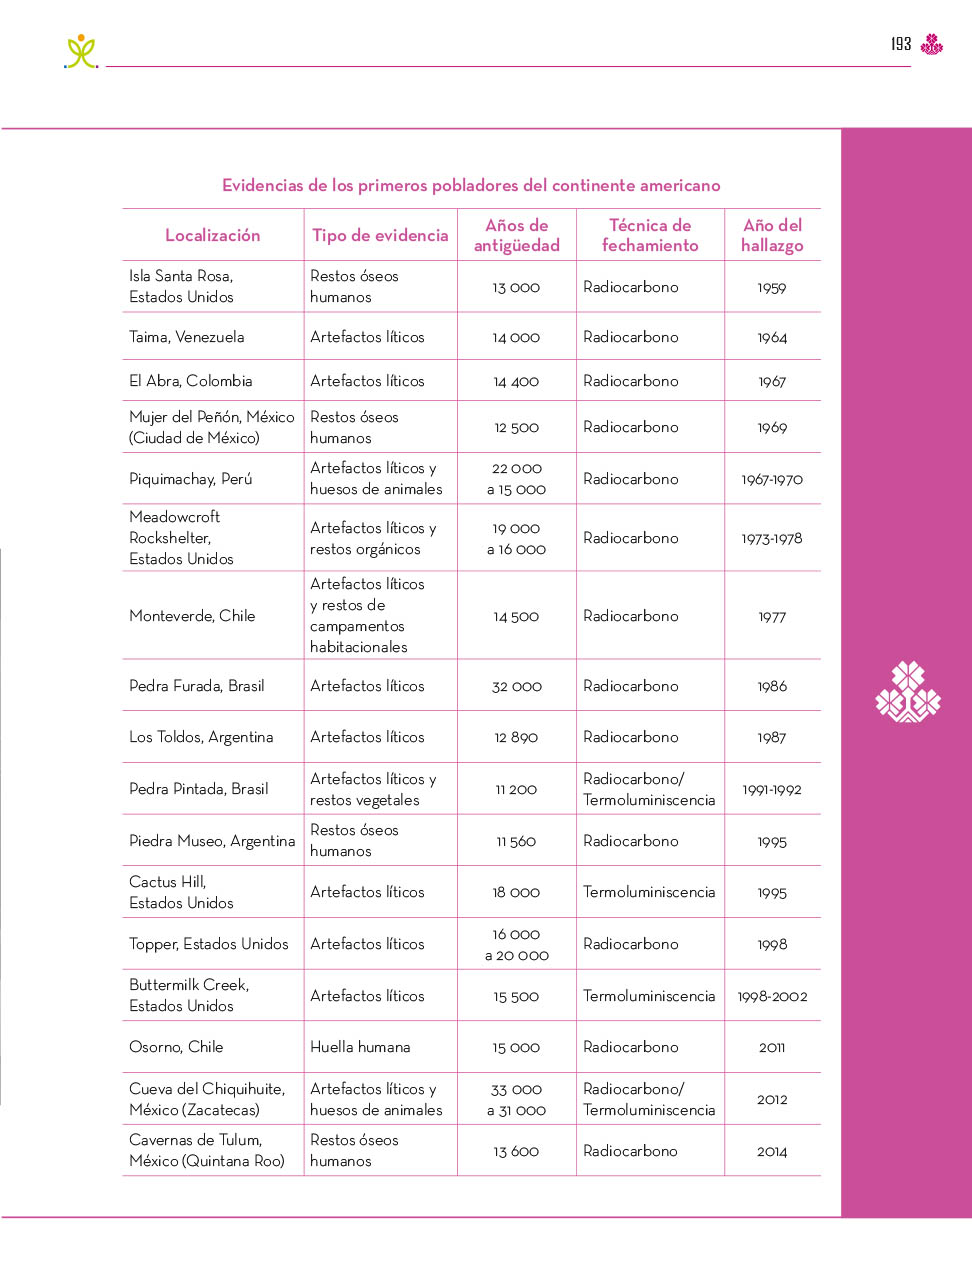 193
Evidencias de los primeros pobladores del continente americano
Localización
Tipo de evidencia
Años de
antigüedad
Técnica de
fechamiento
Año del
hallazgo
Isla Santa Rosa,
Estados Unidos
Restos óseos
humanos
13 000
Radiocarbono
1959
Taima, Venezuela
Artefactos líticos
14 000
Radiocarbono
1964
El Abra, Colombia
Artefactos líticos
14 400
Radiocarbono
1967
Mujer del Peñón, México
(Ciudad de México)
Restos óseos
humanos
12 500
Radiocarbono
1969
Piquimachay, Perú
Artefactos líticos y
huesos de animales
22 000
a 15 000
Radiocarbono
1967-1970
Meadowcroft
Rockshelter,
Estados Unidos
Artefactos líticos y
restos orgánicos
19 000
a 16 000
Radiocarbono
1973-1978
Monteverde, Chile
Artefactos líticos
y restos de
campamentos
habitacionales
14 500
Radiocarbono
1977
Pedra Furada, Brasil
Artefactos líticos
32 000
Radiocarbono
1986
Los Toldos, Argentina
Artefactos líticos
12 890
Radiocarbono
1987
Pedra Pintada, Brasil
Artefactos líticos y
restos vegetales
11 200
Radiocarbono/
Termoluminiscencia
1991-1992
Piedra Museo, Argentina
Restos óseos
humanos
11 560
Radiocarbono
1995
Cactus Hill,
Estados Unidos
Artefactos líticos
18 000
Termoluminiscencia
1995
Topper, Estados Unidos
Artefactos líticos
16 000
a 20 000
Radiocarbono
1998
Buttermilk Creek,
Estados Unidos
Artefactos líticos
15 500
Termoluminiscencia
1998-2002
Osorno, Chile
Huella humana
15 000
Radiocarbono
2011
Cueva del Chiquihuite,
México (Zacatecas)
Artefactos líticos y
huesos de animales
33 000
a 31 000
Radiocarbono/
Termoluminiscencia
2012
Cavernas de Tulum,
México (Quintana Roo)
Restos óseos
humanos
13 600
Radiocarbono
2014